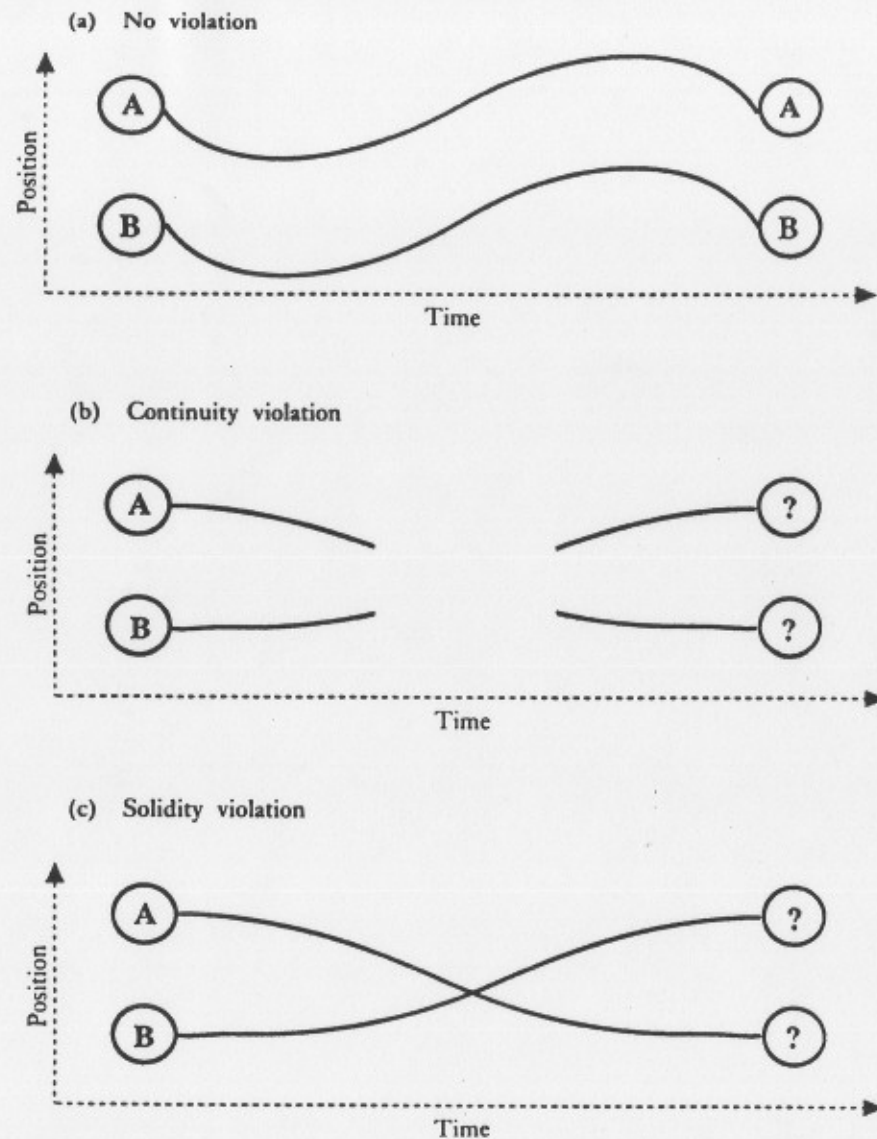 (a) No violation
A
A
Position
B
B
Time
(b) Continuity violation
A
?
Position
B
?
Time
(c) Solidity violation
A
?
Position
B
?
Time